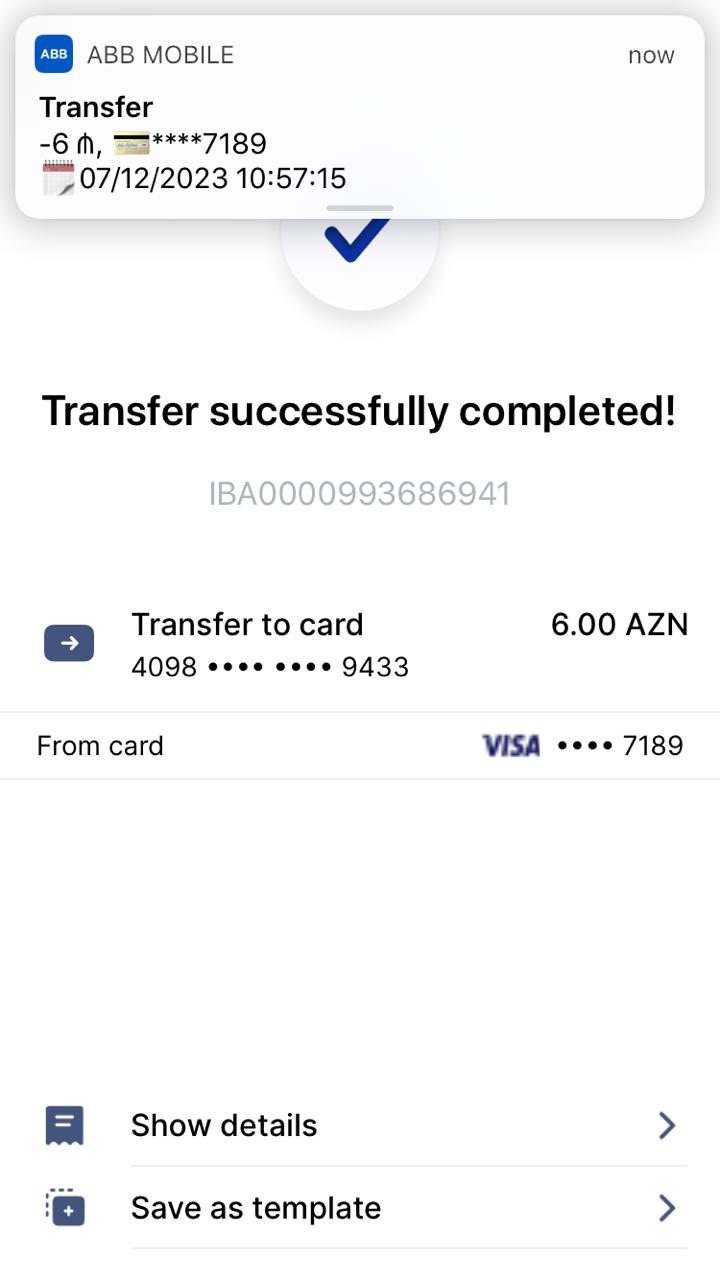 ABB ABB MOBILE now
Transfer
-6 ₼, 💳****7189
🗓07/12/2023 10:57:15
Transfer successfully completed!
IBA0000993686941
Transfer to card 6.00 AZN
4098 •••• •••• 9433
From card VISA •••• 7189
Show details
Save as template